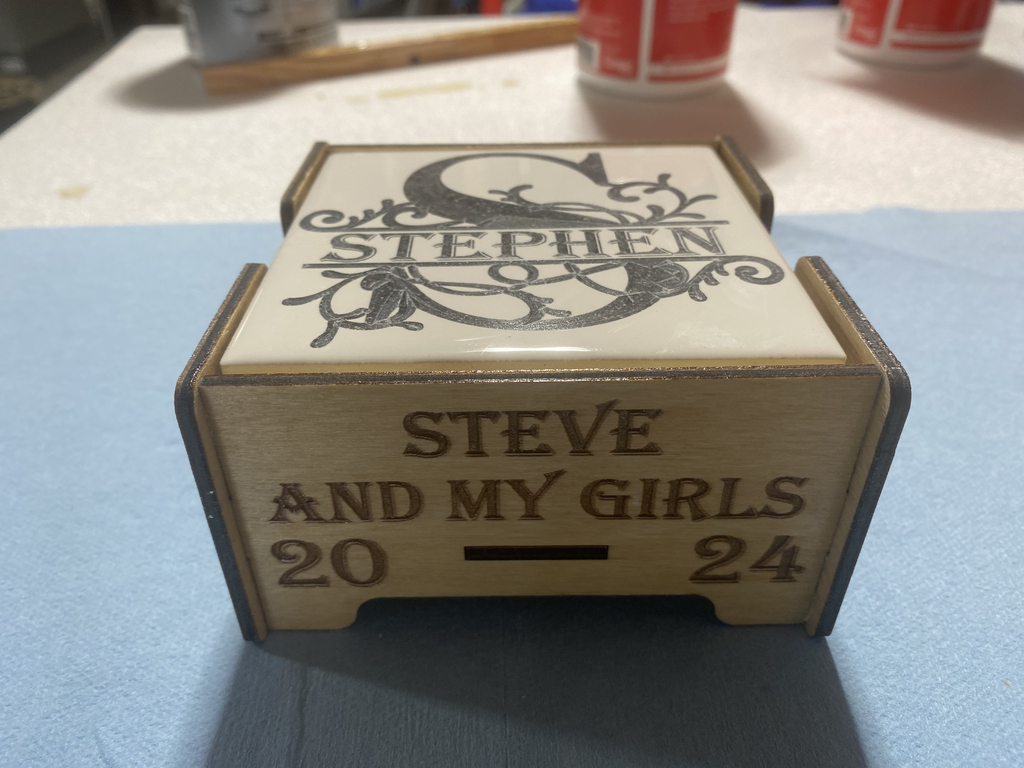 S
STEPHEN
STEVE
AND MY GIRLS
20 24